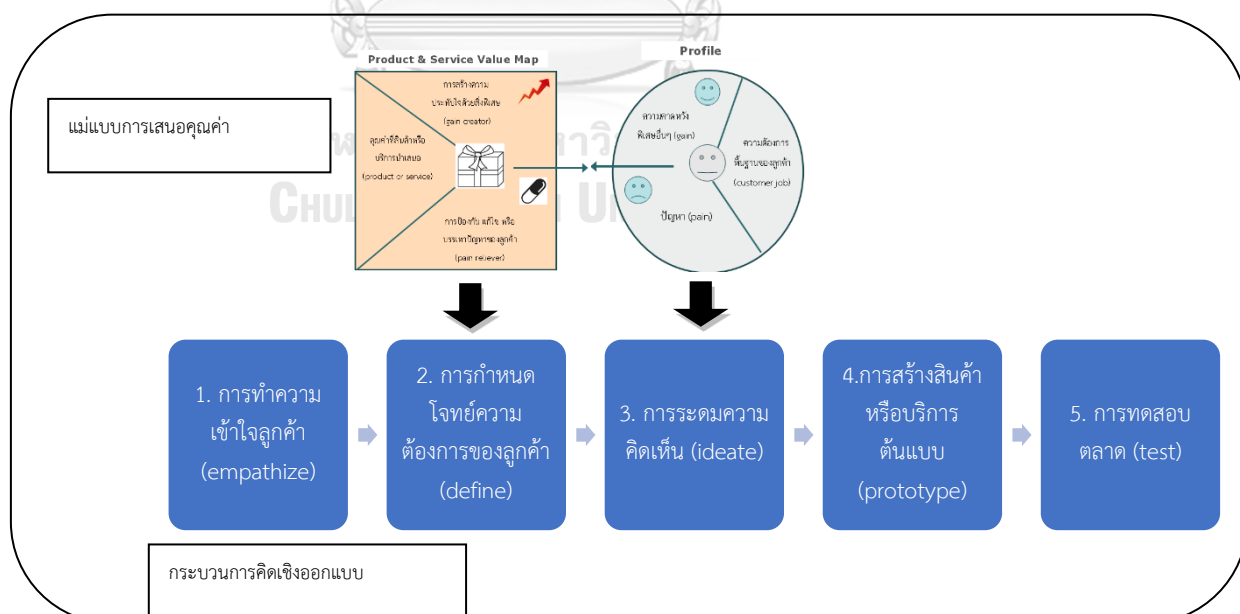 Product & Service Value Map
Profile
แม่แบบการเสนอคุณค่า
การสร้างความ
ประทับใจด้วยสิ่งพิเศษ
(gain creator)
คุณค่าที่สินค้าหรือ
บริการนำเสนอ
(product or service)
การป้องกัน แก้ไข หรือ
บรรเทาปัญหาของลูกค้า
(pain reliever)
ความคาดหวัง
พิเศษอื่นๆ (gain)
ความต้องการ
พื้นฐานของลูกค้า
(customer job)
ปัญหา (pain)
1. การทำความ
เข้าใจลูกค้า
(empathize)
2. การกำหนด
โจทย์ความ
ต้องการของลูกค้า
(define)
3. การระดมความ
คิดเห็น (ideate)
4.การสร้างสินค้า
หรือบริการ
ต้นแบบ
(prototype)
5. การทดสอบ
ตลาด (test)
กระบวนการคิดเชิงออกแบบ